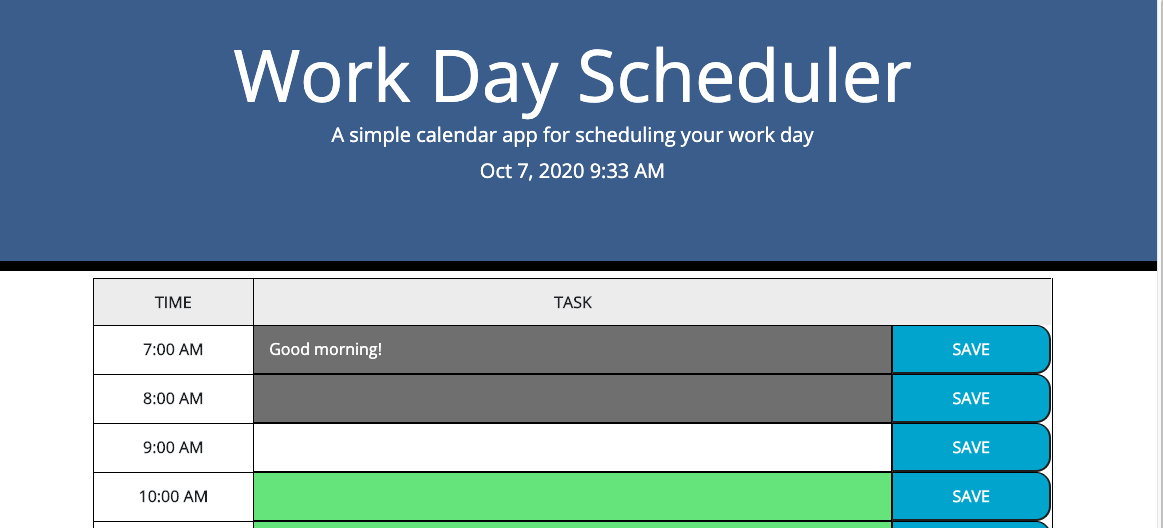 Work Day Scheduler
A simple calendar app for scheduling your work day
Oct 7, 2020 9:33 AM
TIME TASK
7:00 AM Good morning! SAVE
8:00 AM SAVE
9:00 AM SAVE
10:00 AM SAVE